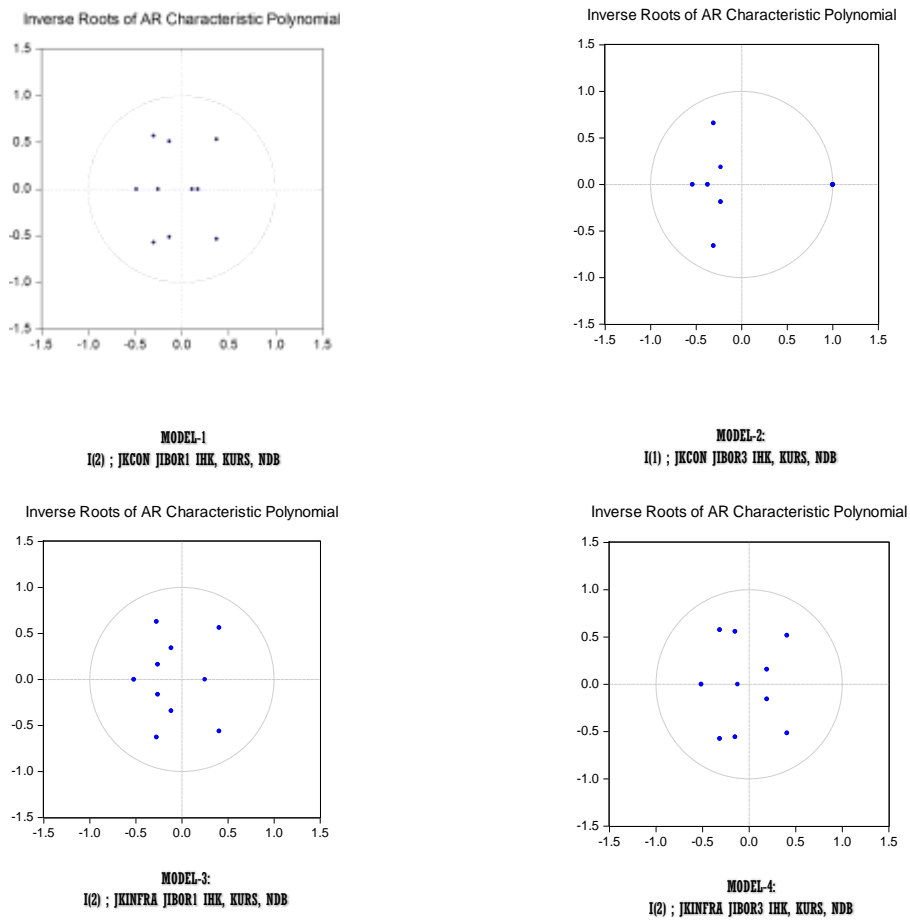 Inverse Roots of AR Characteristic Polynomial
1.5
1.0
0.5
0.0
-0.5
-1.0
-1.5
-1.5 -1.0 -0.5 0.0 0.5 1.0 1.5
MODEL-1
I(2) ; JKCON JIBOR1 IHK, KURS, NDB
Inverse Roots of AR Characteristic Polynomial
1.5
1.0
0.5
0.0
-0.5
-1.0
-1.5
-1.5 -1.0 -0.5 0.0 0.5 1.0 1.5
MODEL-2:
I(1) ; JKCON JIBOR3 IHK, KURS, NDB
Inverse Roots of AR Characteristic Polynomial
1.5
1.0
0.5
0.0
-0.5
-1.0
-1.5
-1.5 -1.0 -0.5 0.0 0.5 1.0 1.5
MODEL-3:
I(2) ; JKINFRA JIBOR1 IHK, KURS, NDB
Inverse Roots of AR Characteristic Polynomial
1.5
1.0
0.5
0.0
-0.5
-1.0
-1.5
-1.5 -1.0 -0.5 0.0 0.5 1.0 1.5
MODEL-4:
I(2) ; JKINFRA JIBOR3 IHK, KURS, NDB